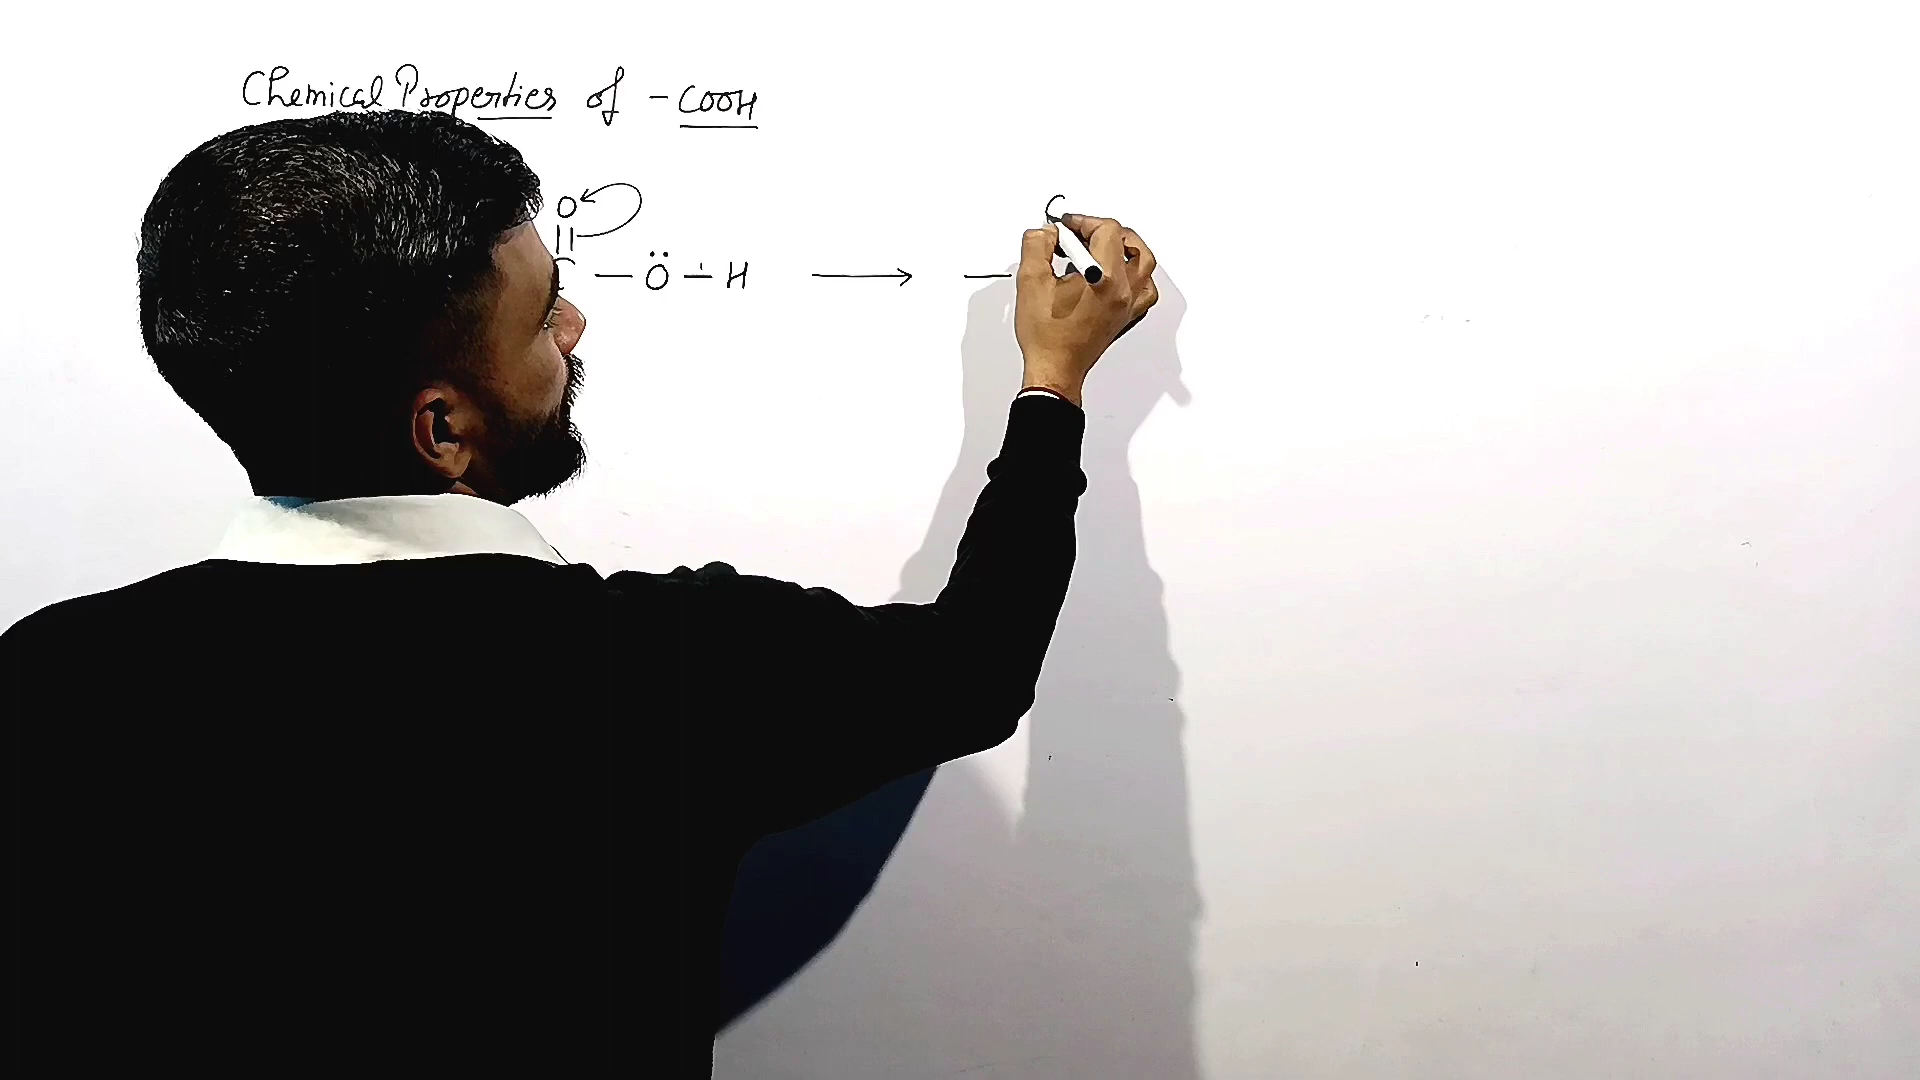 Chemical Properties of -COOH
O
|| 
C — Ö — H ⟶ —